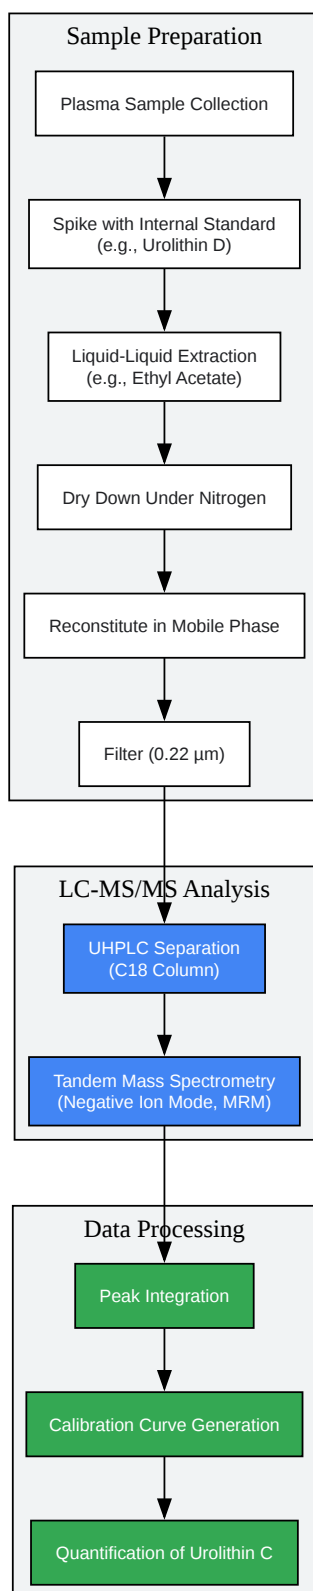 Sample Preparation
Plasma Sample Collection
Spike with Internal Standard
(e.g., Urolithin D)
Liquid-Liquid Extraction
(e.g., Ethyl Acetate)
Dry Down Under Nitrogen
Reconstitute in Mobile Phase
Filter (0.22 µm)
LC-MS/MS Analysis
UHPLC Separation
(C18 Column)
Tandem Mass Spectrometry
(Negative Ion Mode, MRM)
Data Processing
Peak Integration
Calibration Curve Generation
Quantification of Urolithin C